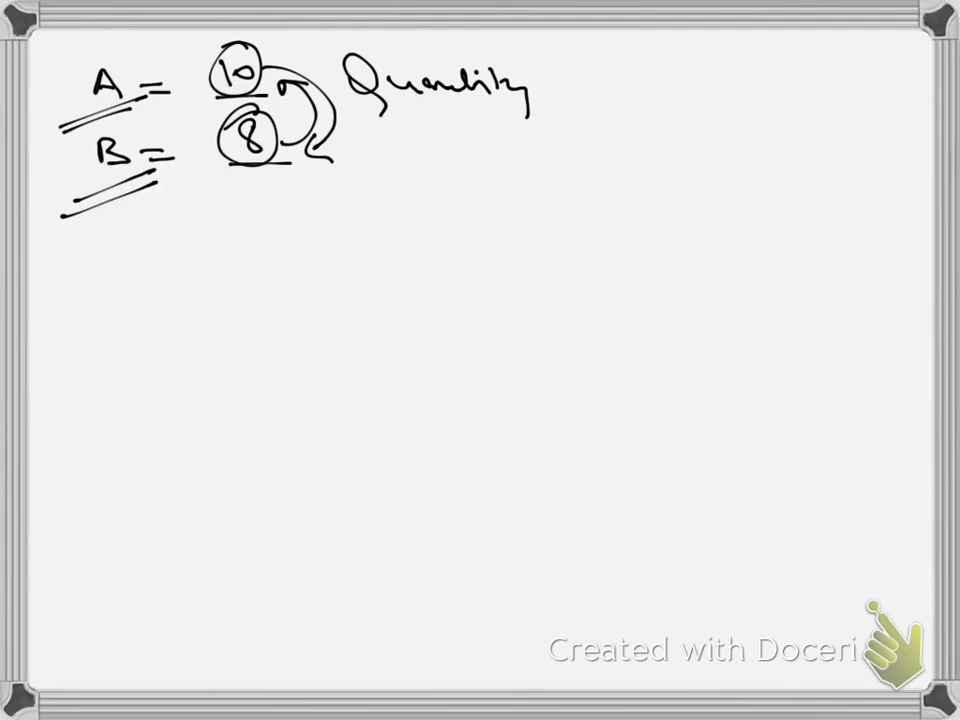 A = 10 Quantity
B = 8
Created with Doceri